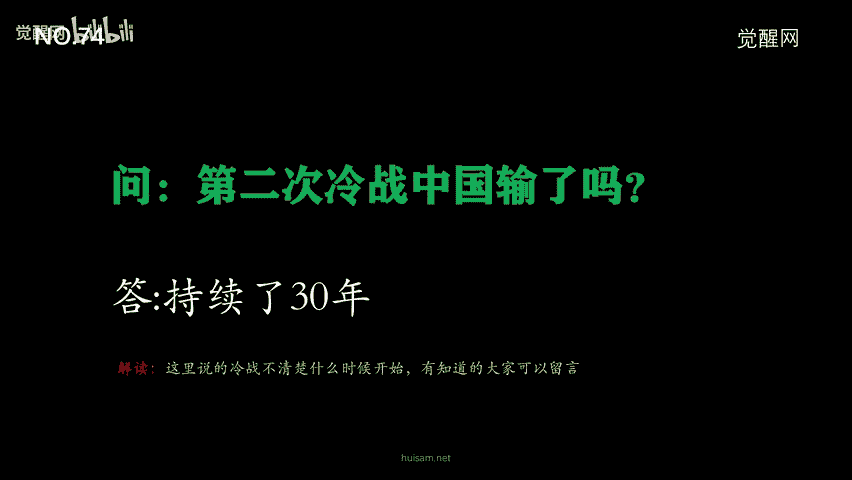 觉醒网 bilibili
NO.74
觉醒网
问：第二次冷战中国输了吗？
答:持续了30年
解读：这里说的冷战不清楚什么时候开始，有知道的大家可以留言
huisam.net